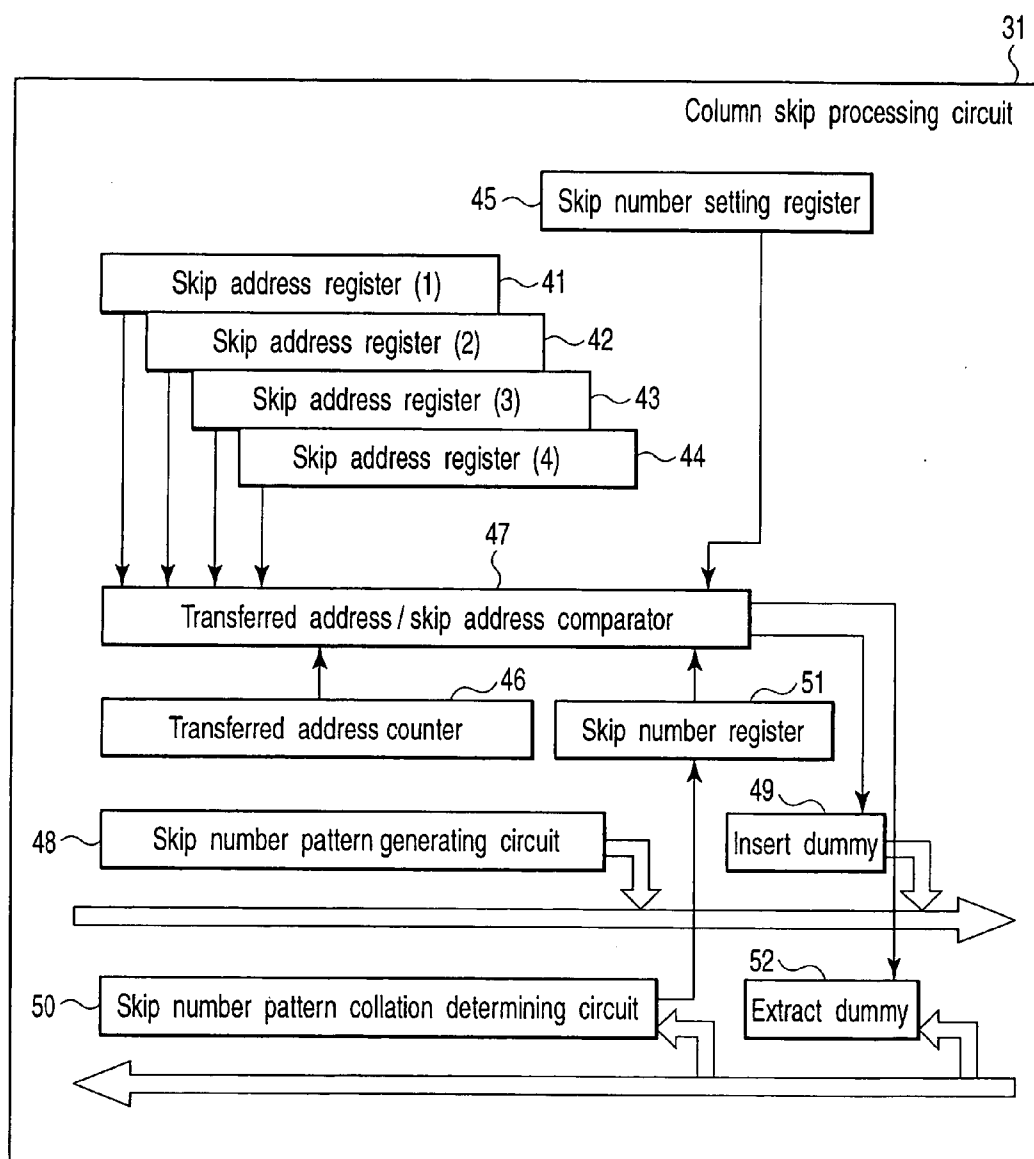 31
Column skip processing circuit
45 Skip number setting register
Skip address register (1) 41
Skip address register (2) 42
Skip address register (3) 43
Skip address register (4) 44
47
Transferred address / skip address comparator
46
51
Transferred address counter
Skip number register
49
48 Skip number pattern generating circuit
Insert dummy
52
50 Skip number pattern collation determining circuit
Extract dummy